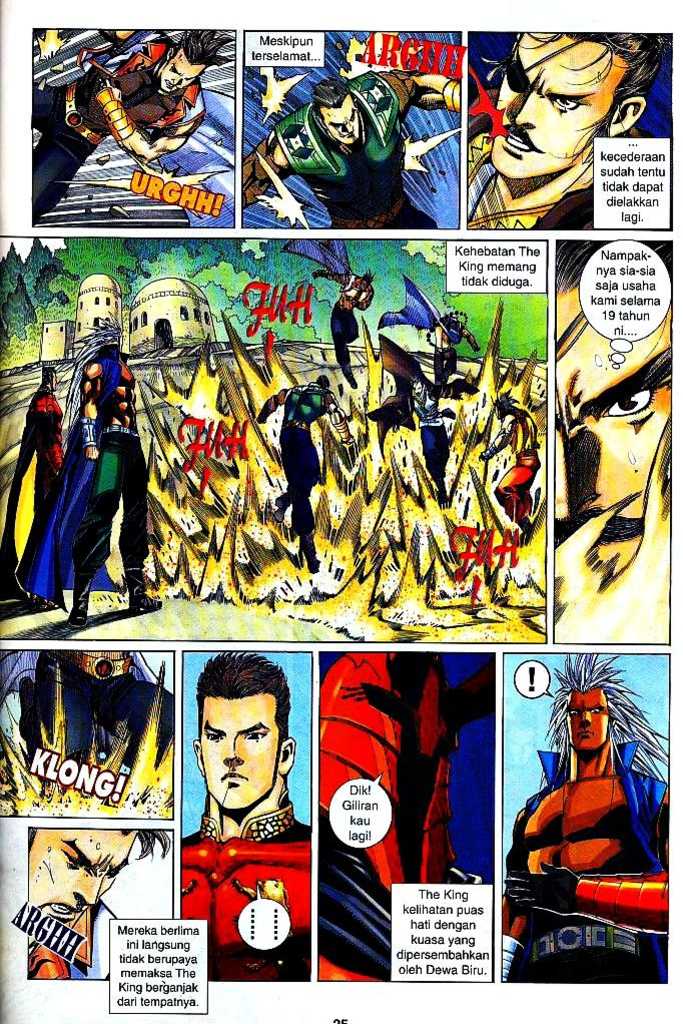 URGHH!
Meskipun
terselamat...
ARGHH
...
kecederaan
sudah tentu
tidak dapat
dielakkan
lagi.
Kehebatan The
King memang
tidak diduga.
FUH
!
FUH
!
FUH
!
Nampak-
nya sia-sia
saja usaha
kami selama
19 tahun
ni....
KLONG!
ARGHH
Mereka berlima
ini langsung
tidak berupaya
memaksa The
King berganjak
dari tempatnya.
! !
Dik!
Giliran
kau
lagi!
The King
kelihatan puas
hati dengan
kuasa yang
dipersembahkan
oleh Dewa Biru.
!
25